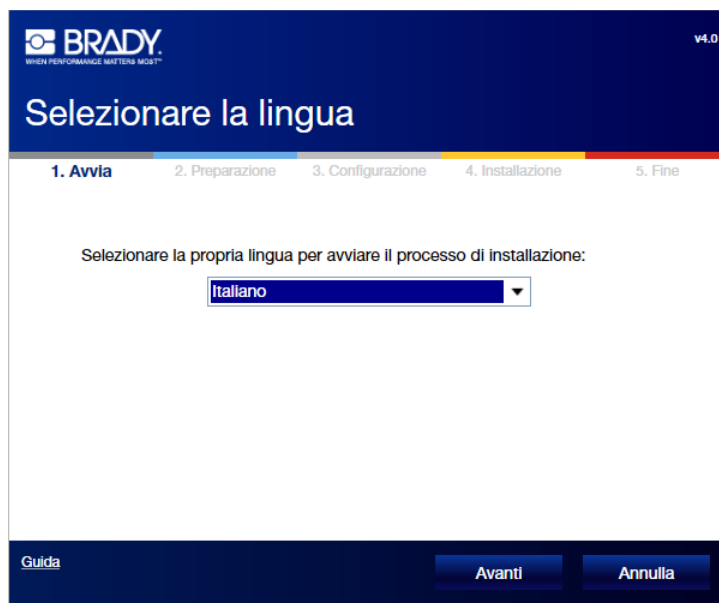 BRADY.
WHEN PERFORMANCE MATTERS MOST™
v4.0
Selezionare la lingua
1. Avvia
2. Preparazione
3. Configurazione
4. Installazione
5. Fine
Selezionare la propria lingua per avviare il processo di installazione:
Italiano
Guida
Avanti
Annulla